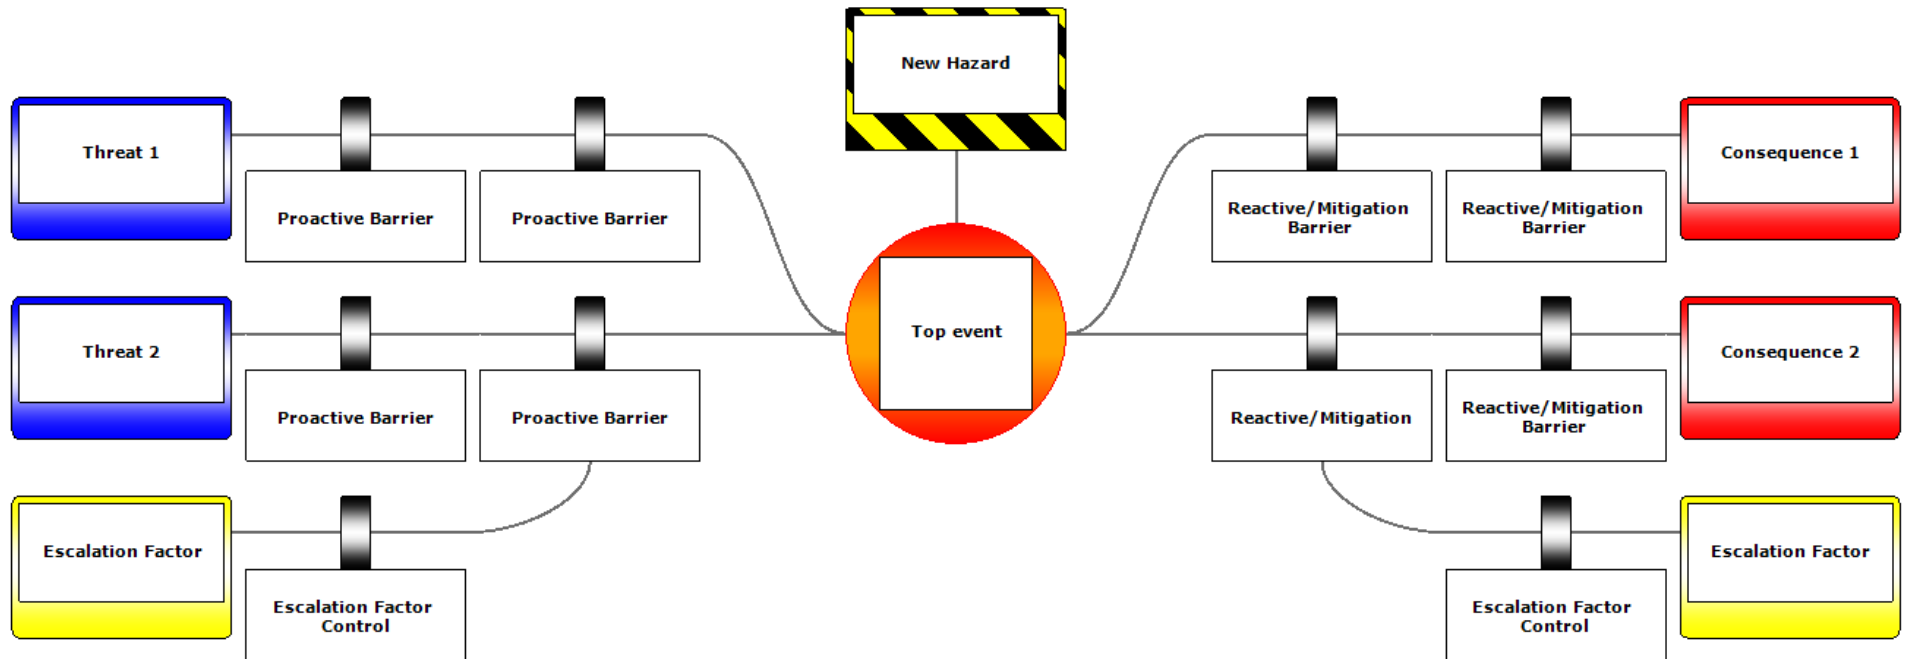 New Hazard
Threat 1
Proactive Barrier
Proactive Barrier
Reactive/Mitigation
Barrier
Reactive/Mitigation
Barrier
Consequence 1
Top event
Threat 2
Proactive Barrier
Proactive Barrier
Reactive/Mitigation
Reactive/Mitigation
Barrier
Consequence 2
Escalation Factor
Escalation Factor
Control
Escalation Factor
Control
Escalation Factor